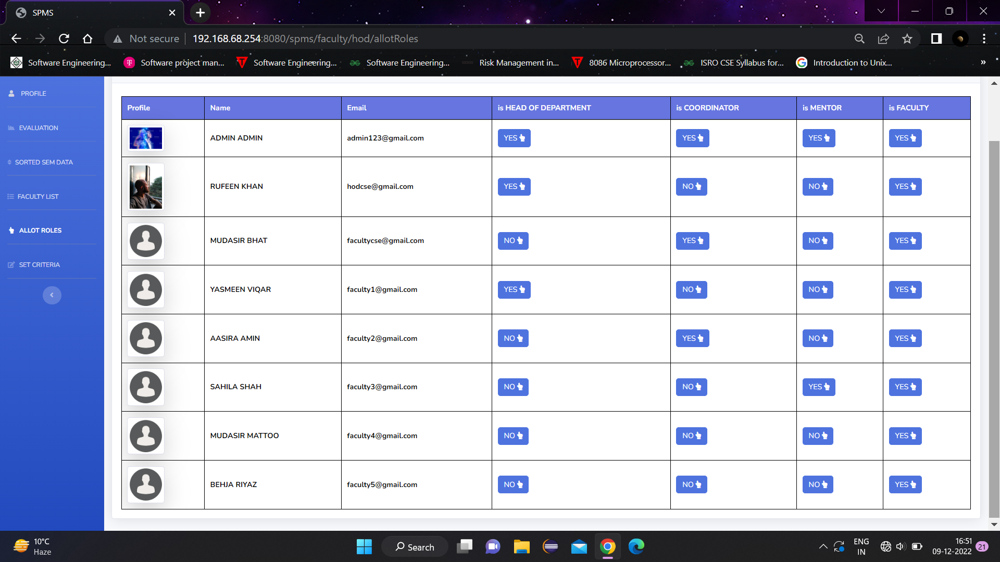 SPMS
Not secure 192.168.68.254:8080/spms/faculty/hod/allotRoles
Software Engineering... Software project man... Software Engineering... Software Engineering... Risk Management in... 8086 Microprocessor... ISRO CSE Syllabus for... Introduction to Unix... »
PROFILE
EVALUATION
SORTED SEM DATA
FACULTY LIST
ALLOT ROLES
SET CRITERIA
Profile Name Email is HEAD OF DEPARTMENT is COORDINATOR is MENTOR is FACULTY
ADMIN ADMIN admin123@gmail.com YES YES YES YES
RUFEEN KHAN hodcse@gmail.com YES NO NO YES
MUDASIR BHAT facultycse@gmail.com NO YES NO YES
YASMEEN VIQAR faculty1@gmail.com YES NO NO YES
AASIRA AMIN faculty2@gmail.com NO YES NO YES
SAHILA SHAH faculty3@gmail.com NO NO YES YES
MUDASIR MATTOO faculty4@gmail.com NO NO NO YES
BEHJA RIYAZ faculty5@gmail.com NO NO NO YES
10°C
Haze
Search
ENG
IN
16:51
09-12-2022
21